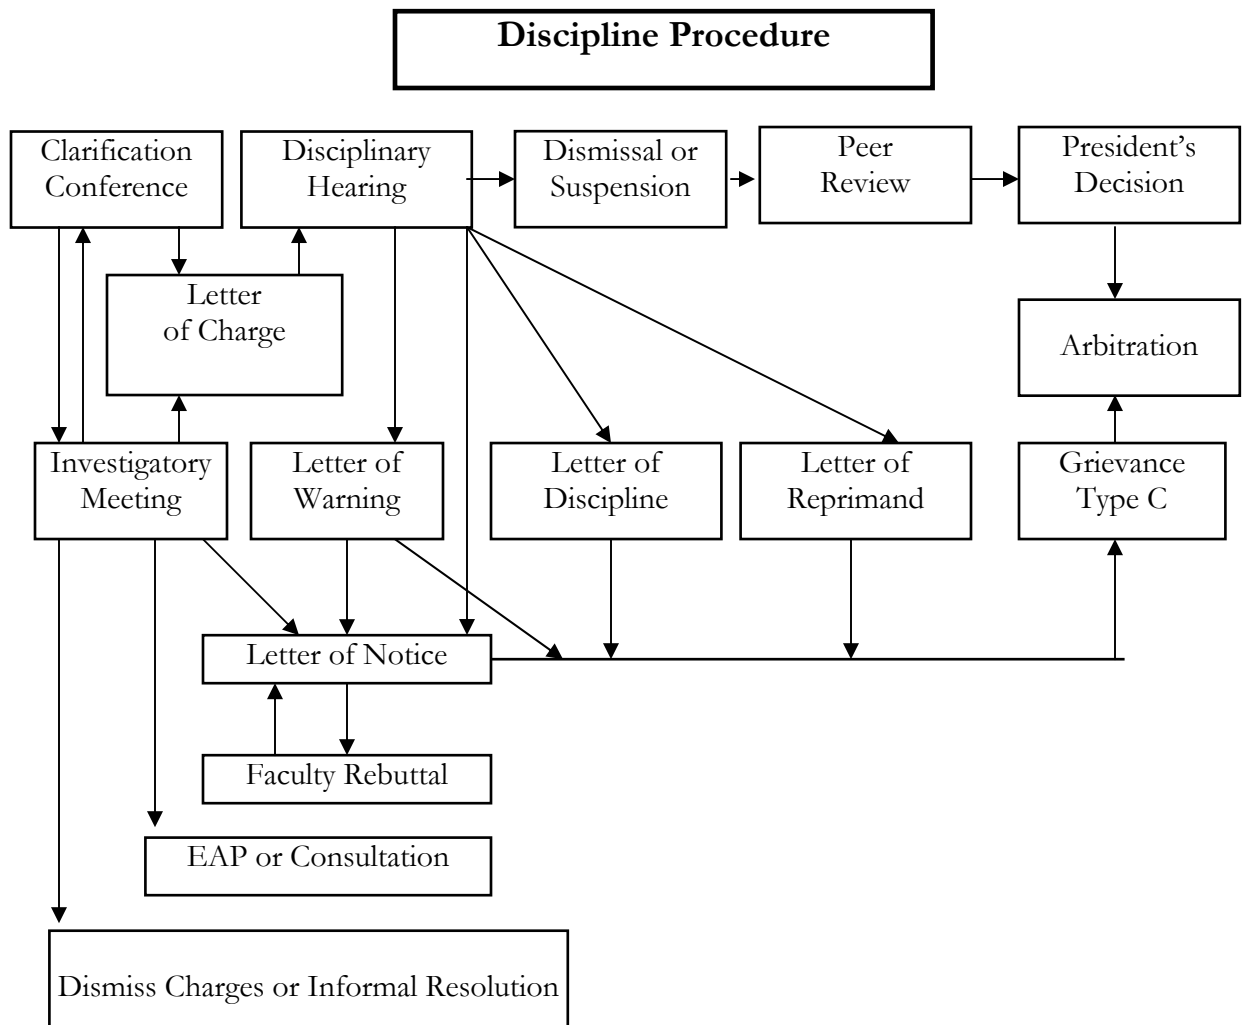 Discipline Procedure
Clarification
Conference
Disciplinary
Hearing
Dismissal or
Suspension
Peer
Review
President’s
Decision
Letter
of Charge
Arbitration
Investigatory
Meeting
Letter of
Warning
Letter of
Discipline
Letter of
Reprimand
Grievance
Type C
Letter of Notice
Faculty Rebuttal
EAP or Consultation
Dismiss Charges or Informal Resolution